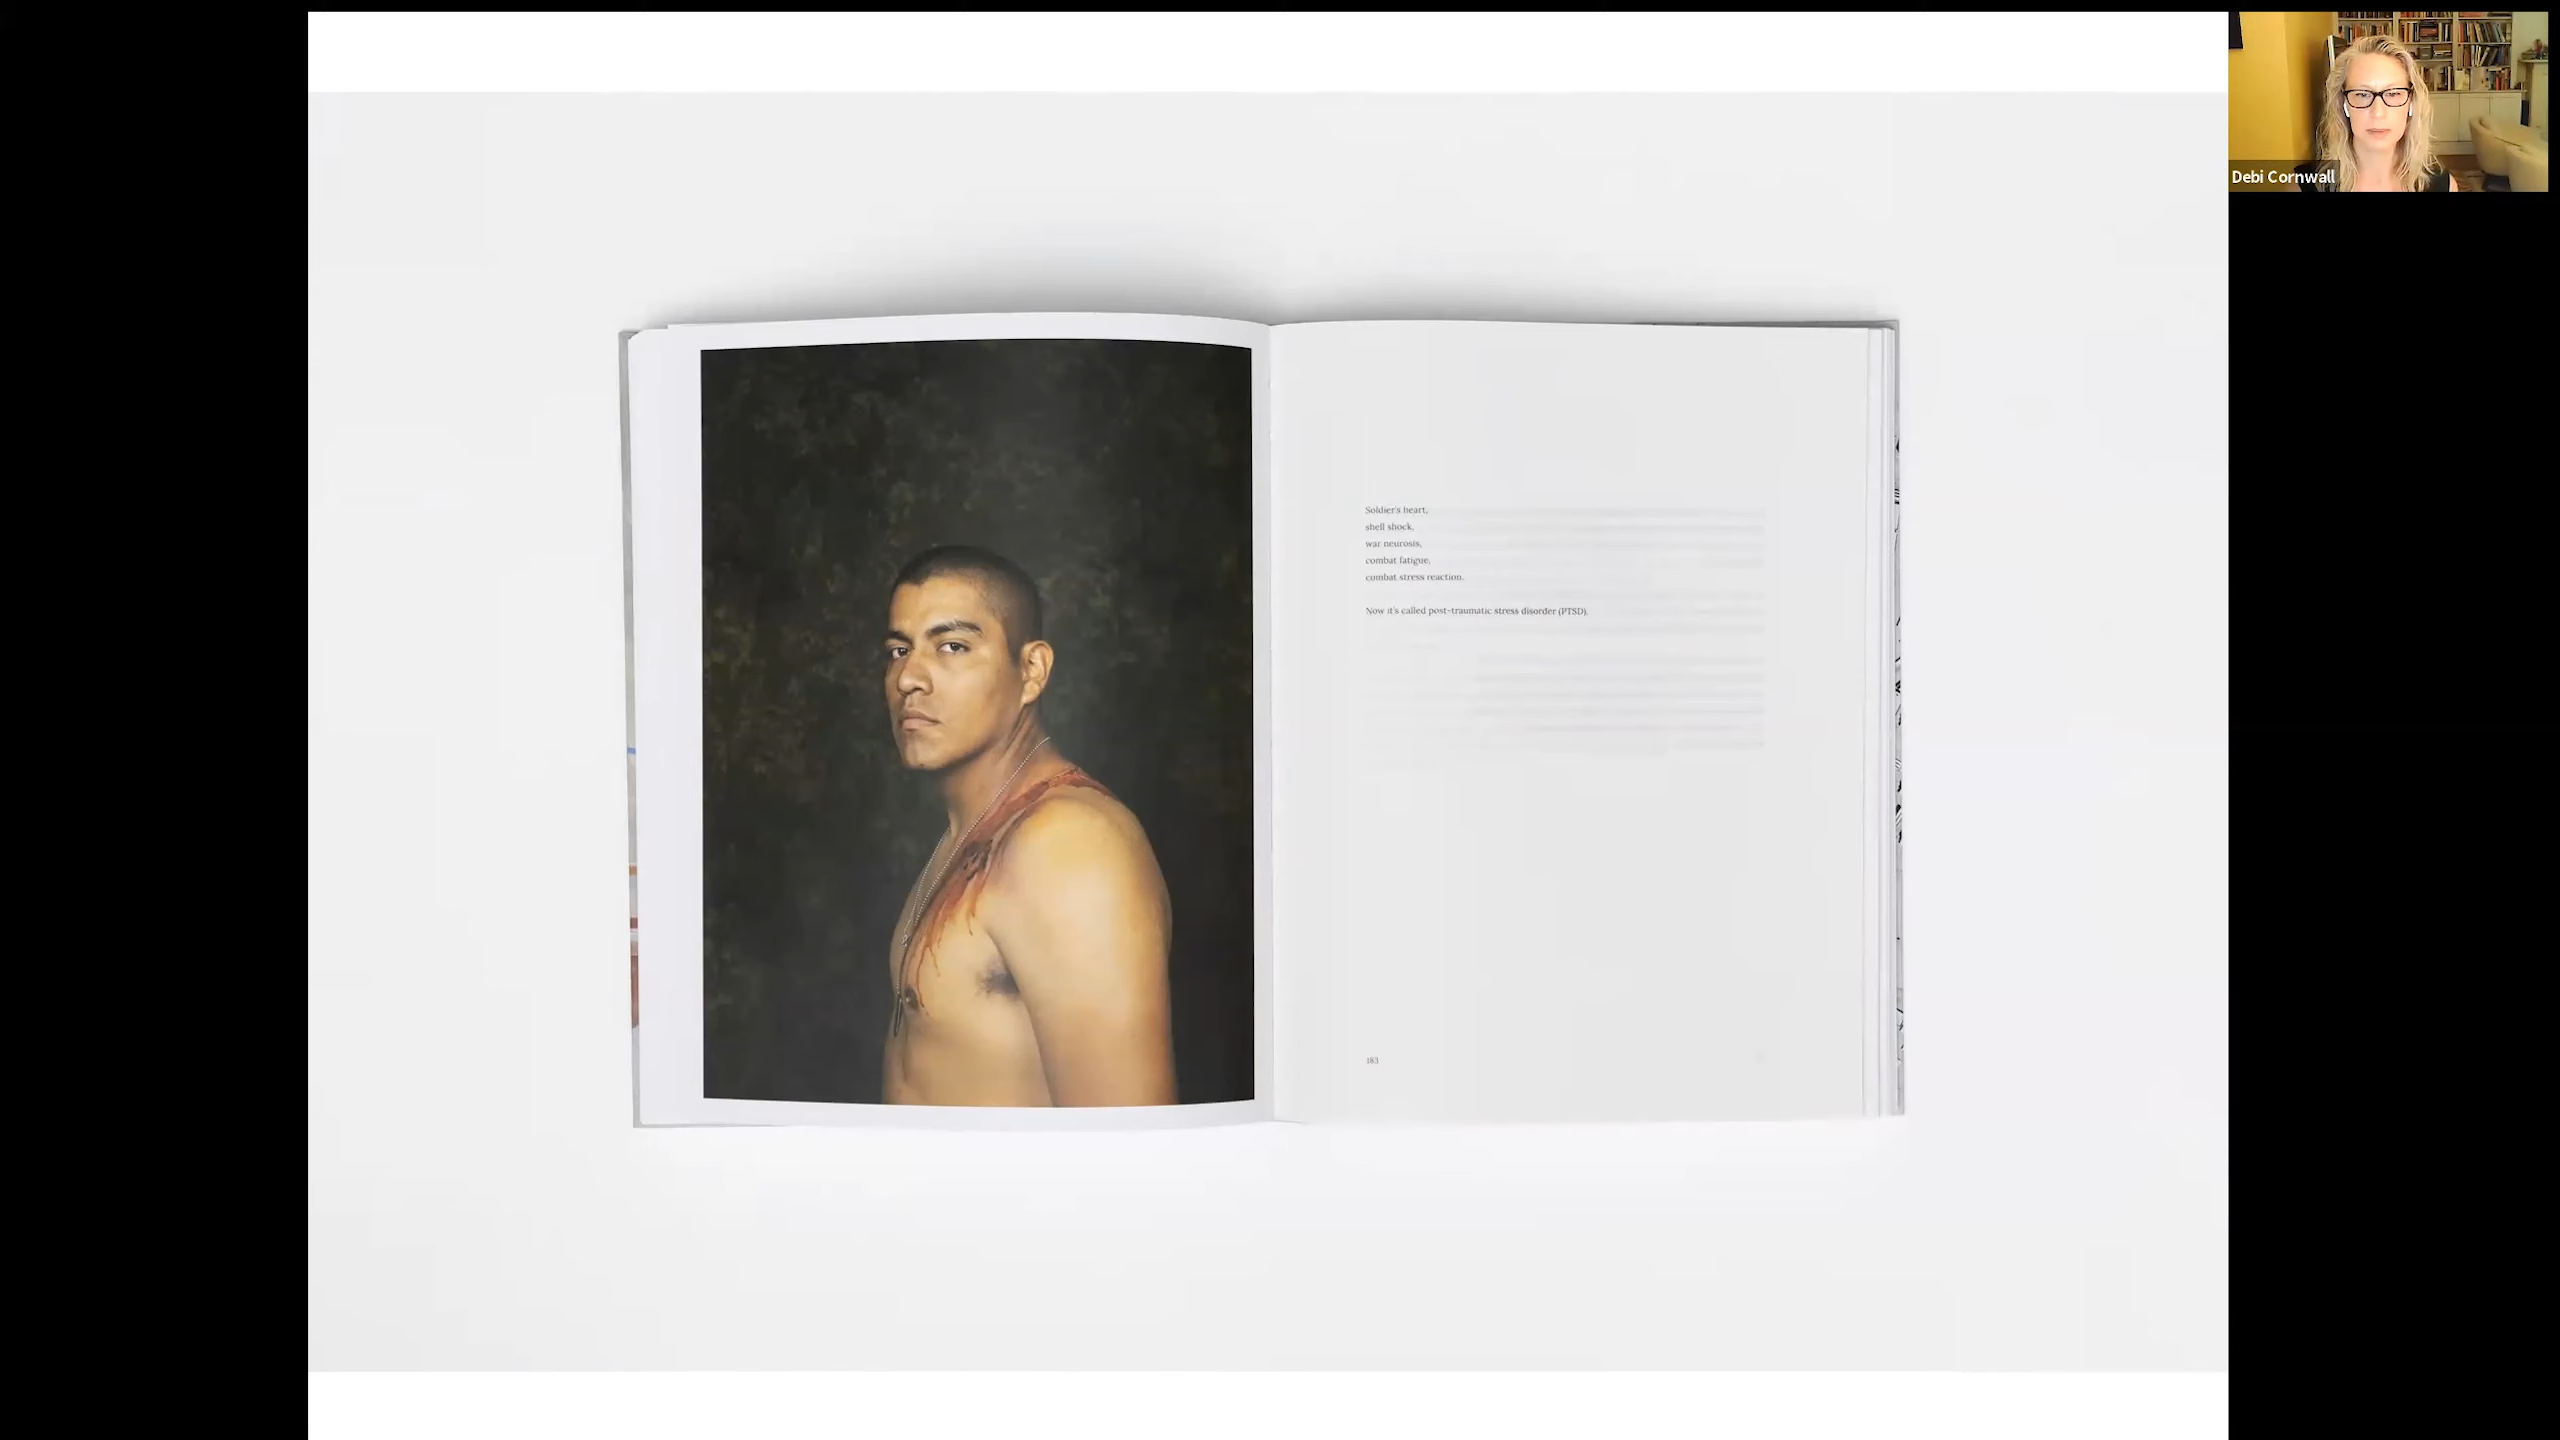 Debi Cornwall
Soldier's heart,
shell shock,
war neurosis,
combat fatigue,
combat stress reaction.
Now it's called post-traumatic stress disorder (PTSD).
183